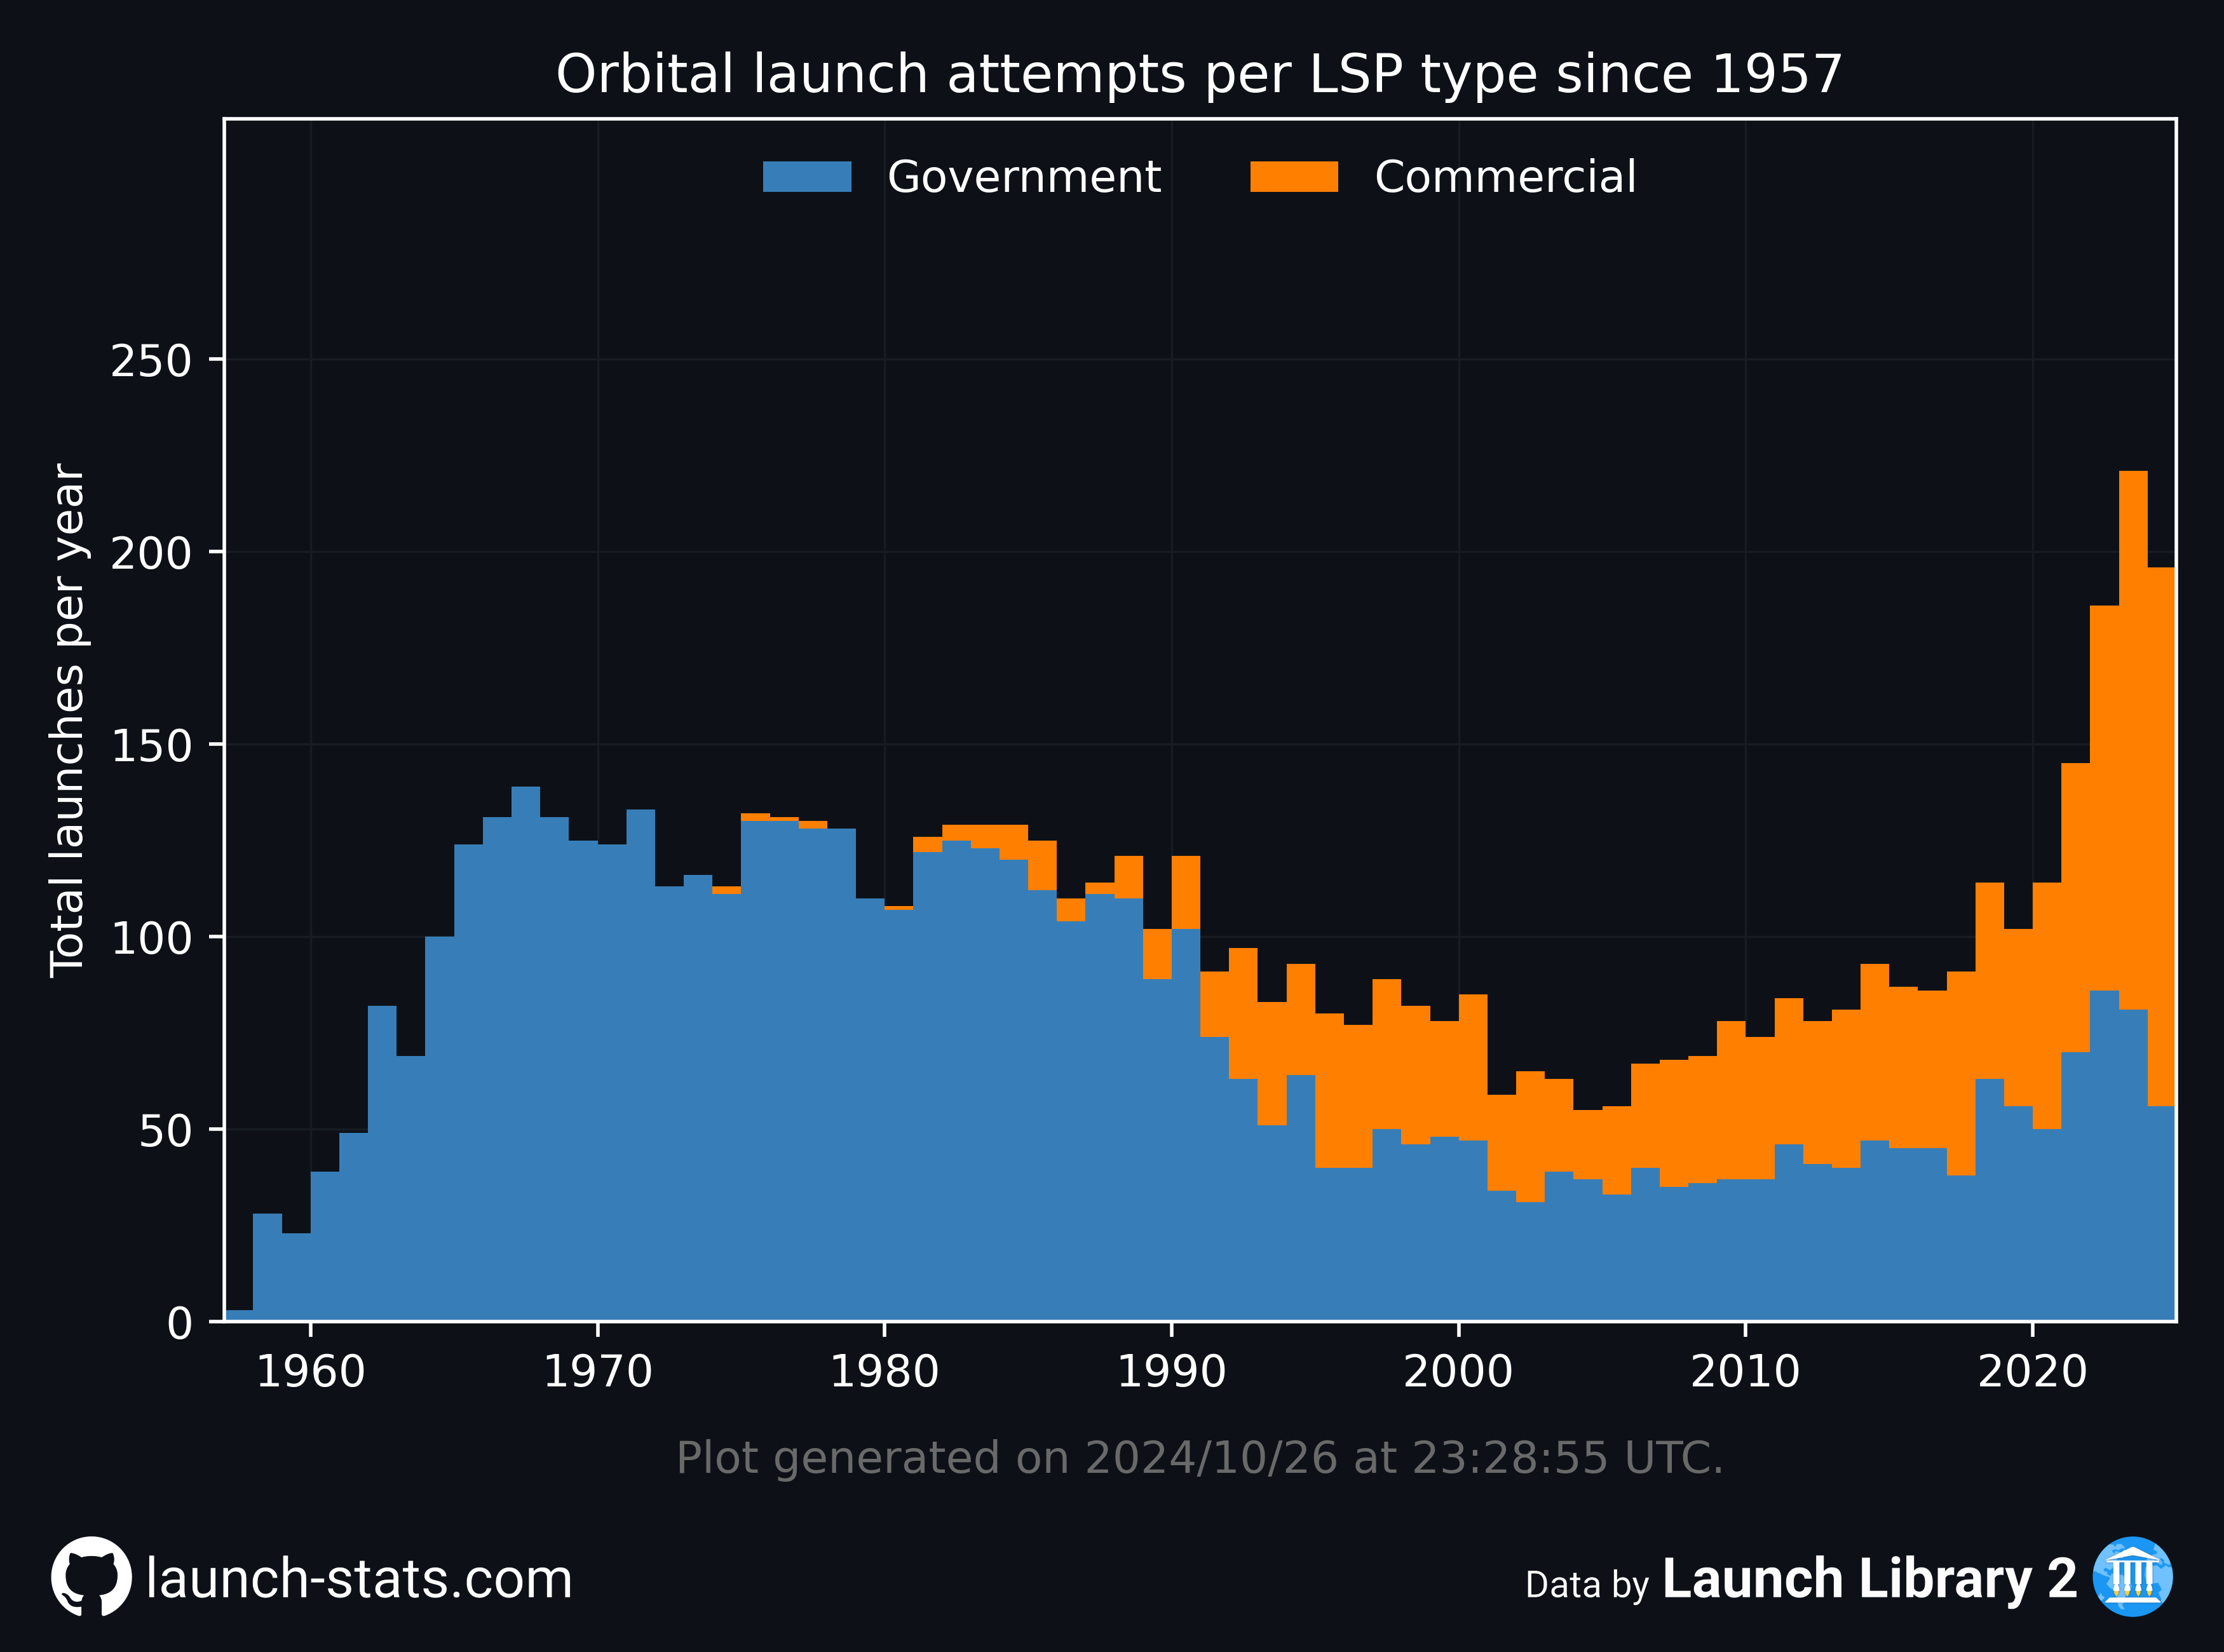 Orbital launch attempts per LSP type since 1957
Government
Commercial
Total launches per year
250
200
150
100
50
0
1960
1970
1980
1990
2000
2010
2020
Plot generated on 2024/10/26 at 23:28:55 UTC.
launch-stats.com
Data by Launch Library 2